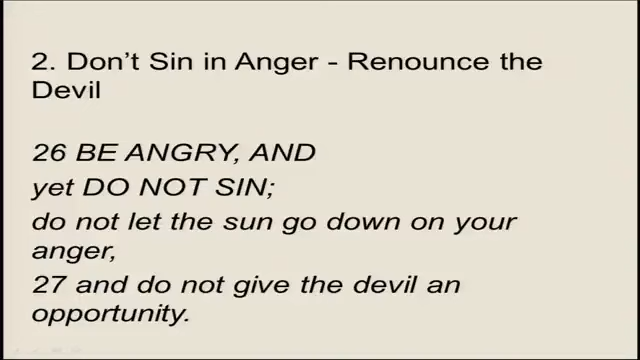 2. Don’t Sin in Anger - Renounce the
Devil
26 BE ANGRY, AND
yet DO NOT SIN;
do not let the sun go down on your
anger,
27 and do not give the devil an
opportunity.